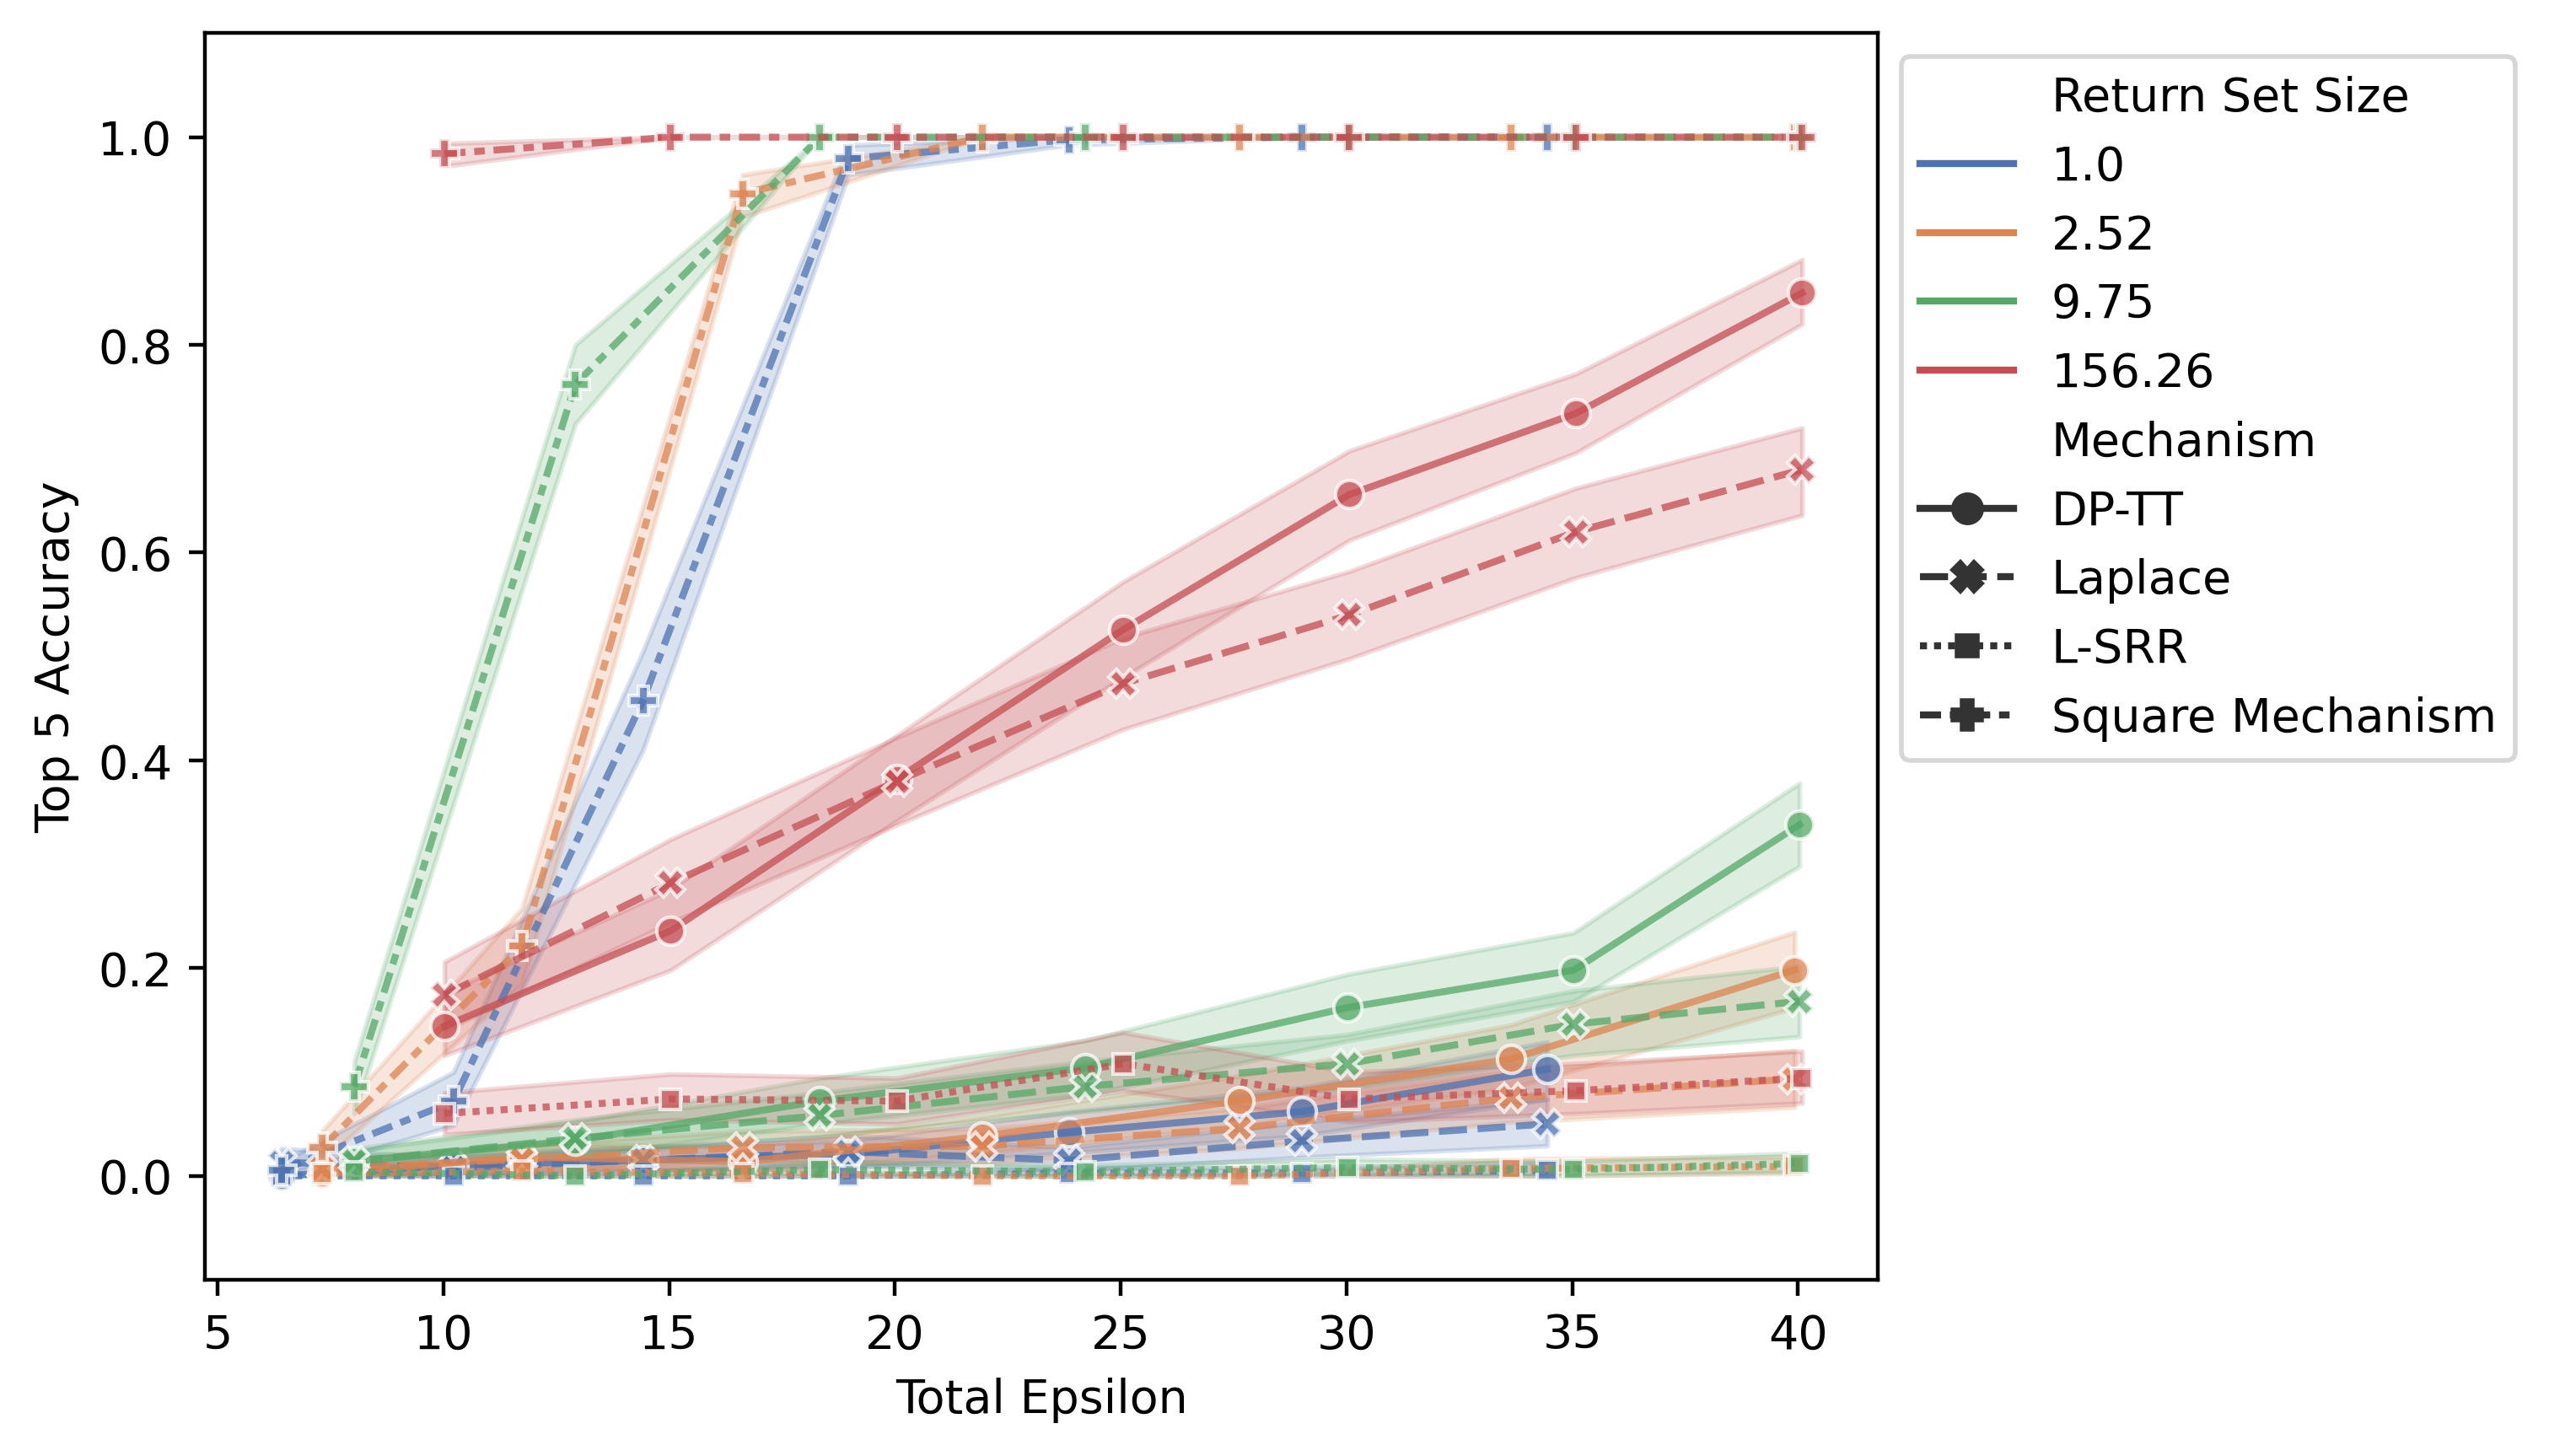 1.0
0.8
0.6
0.4
0.2
0.0
Top 5 Accuracy
5 10 15 20 25 30 35 40
Total Epsilon
Return Set Size
1.0
2.52
9.75
156.26
Mechanism
DP-TT
Laplace
L-SRR
Square Mechanism